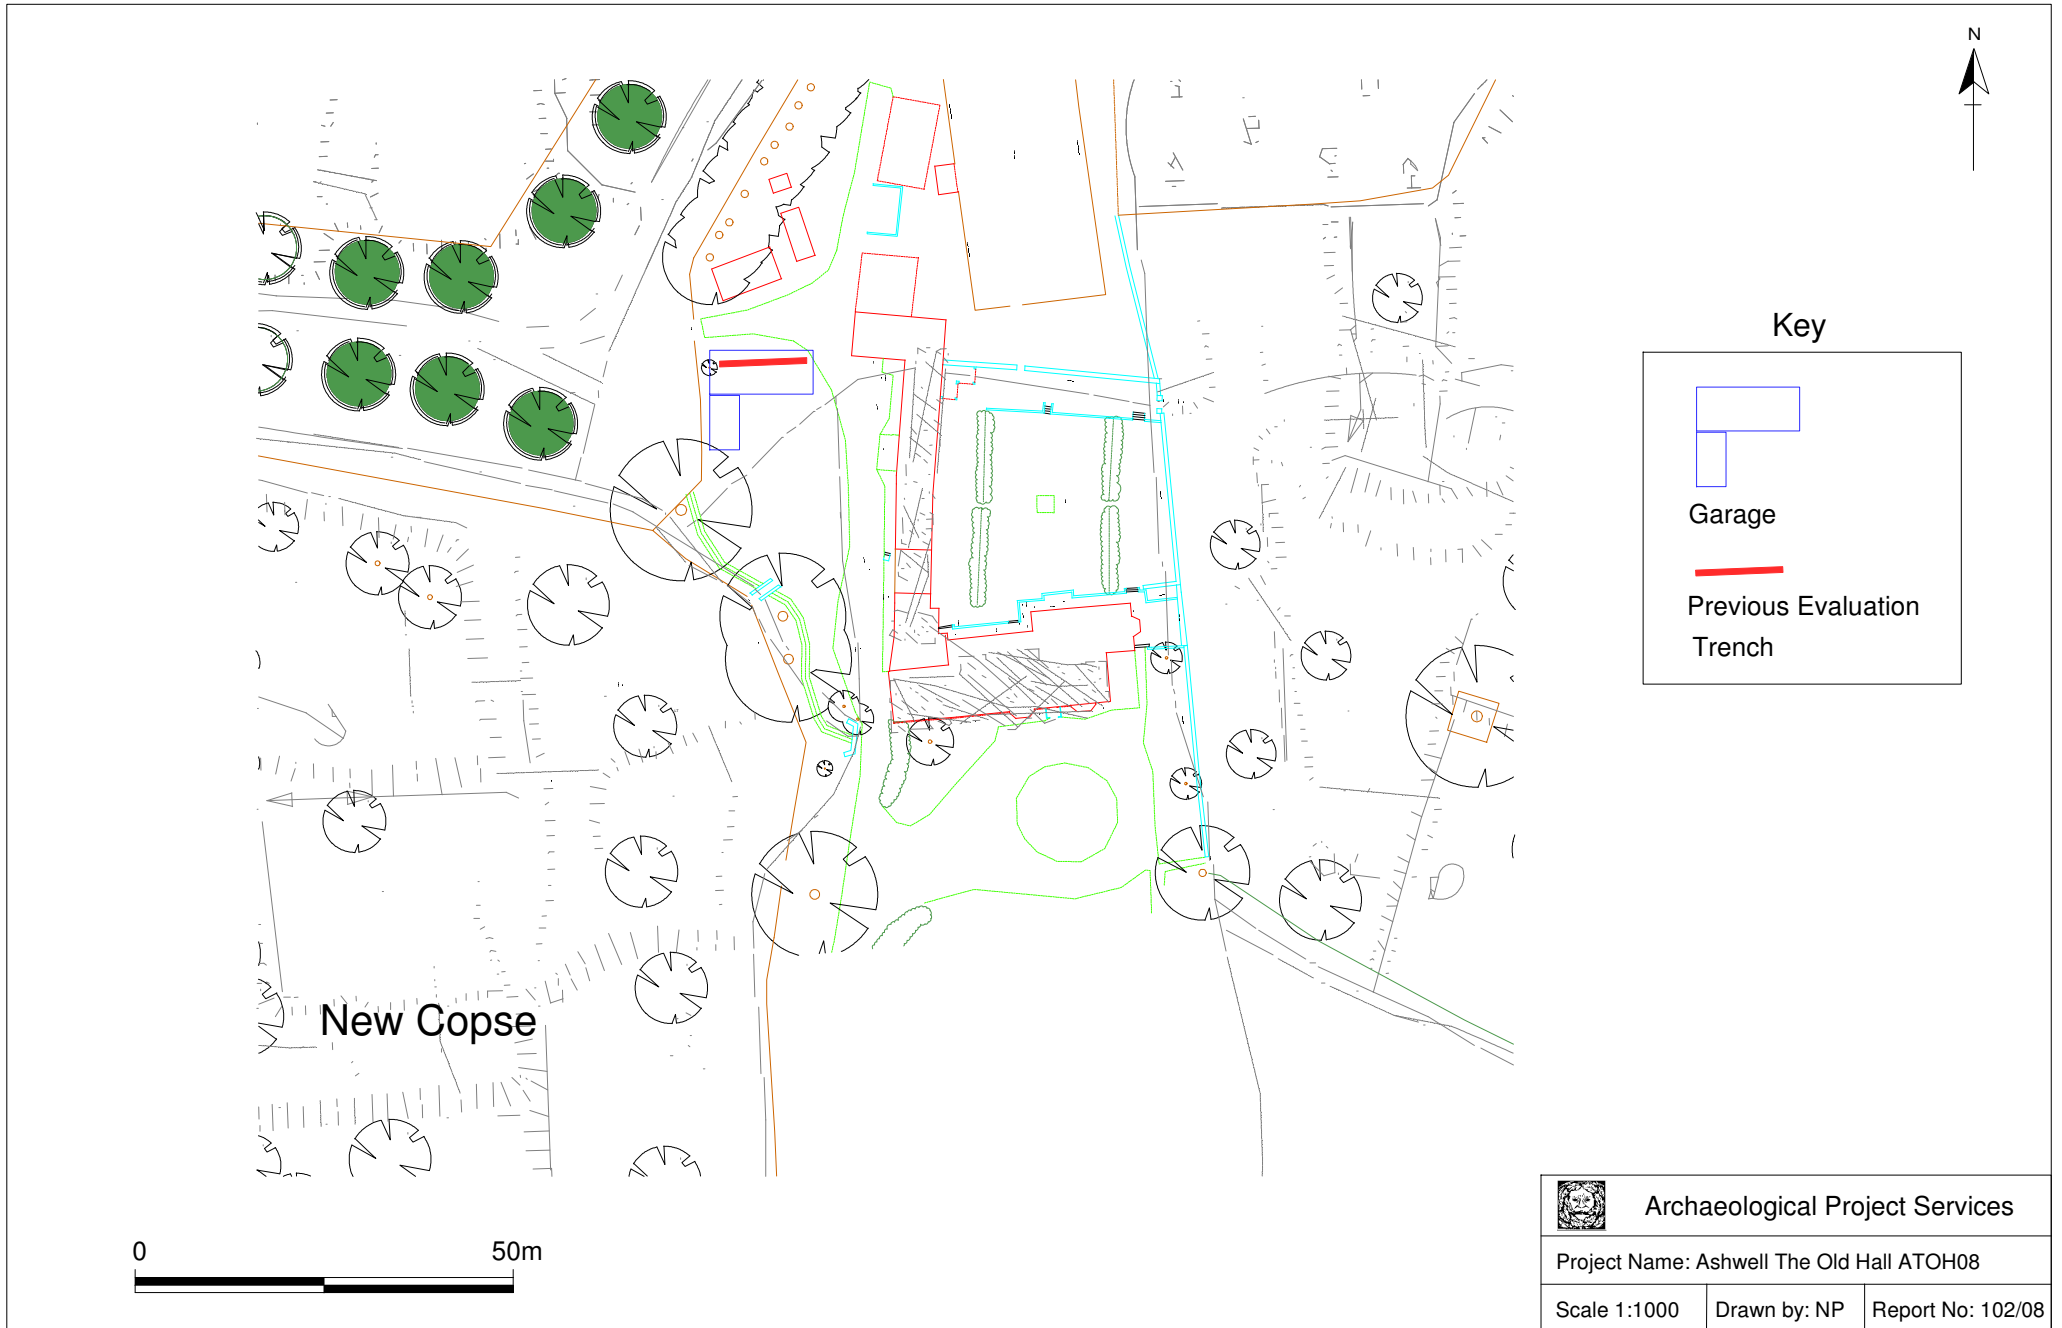 N
Key
Garage
Previous Evaluation
Trench
New Copse
0 50m
Archaeological Project Services
Project Name: Ashwell The Old Hall ATOH08
Scale 1:1000 Drawn by: NP Report No: 102/08